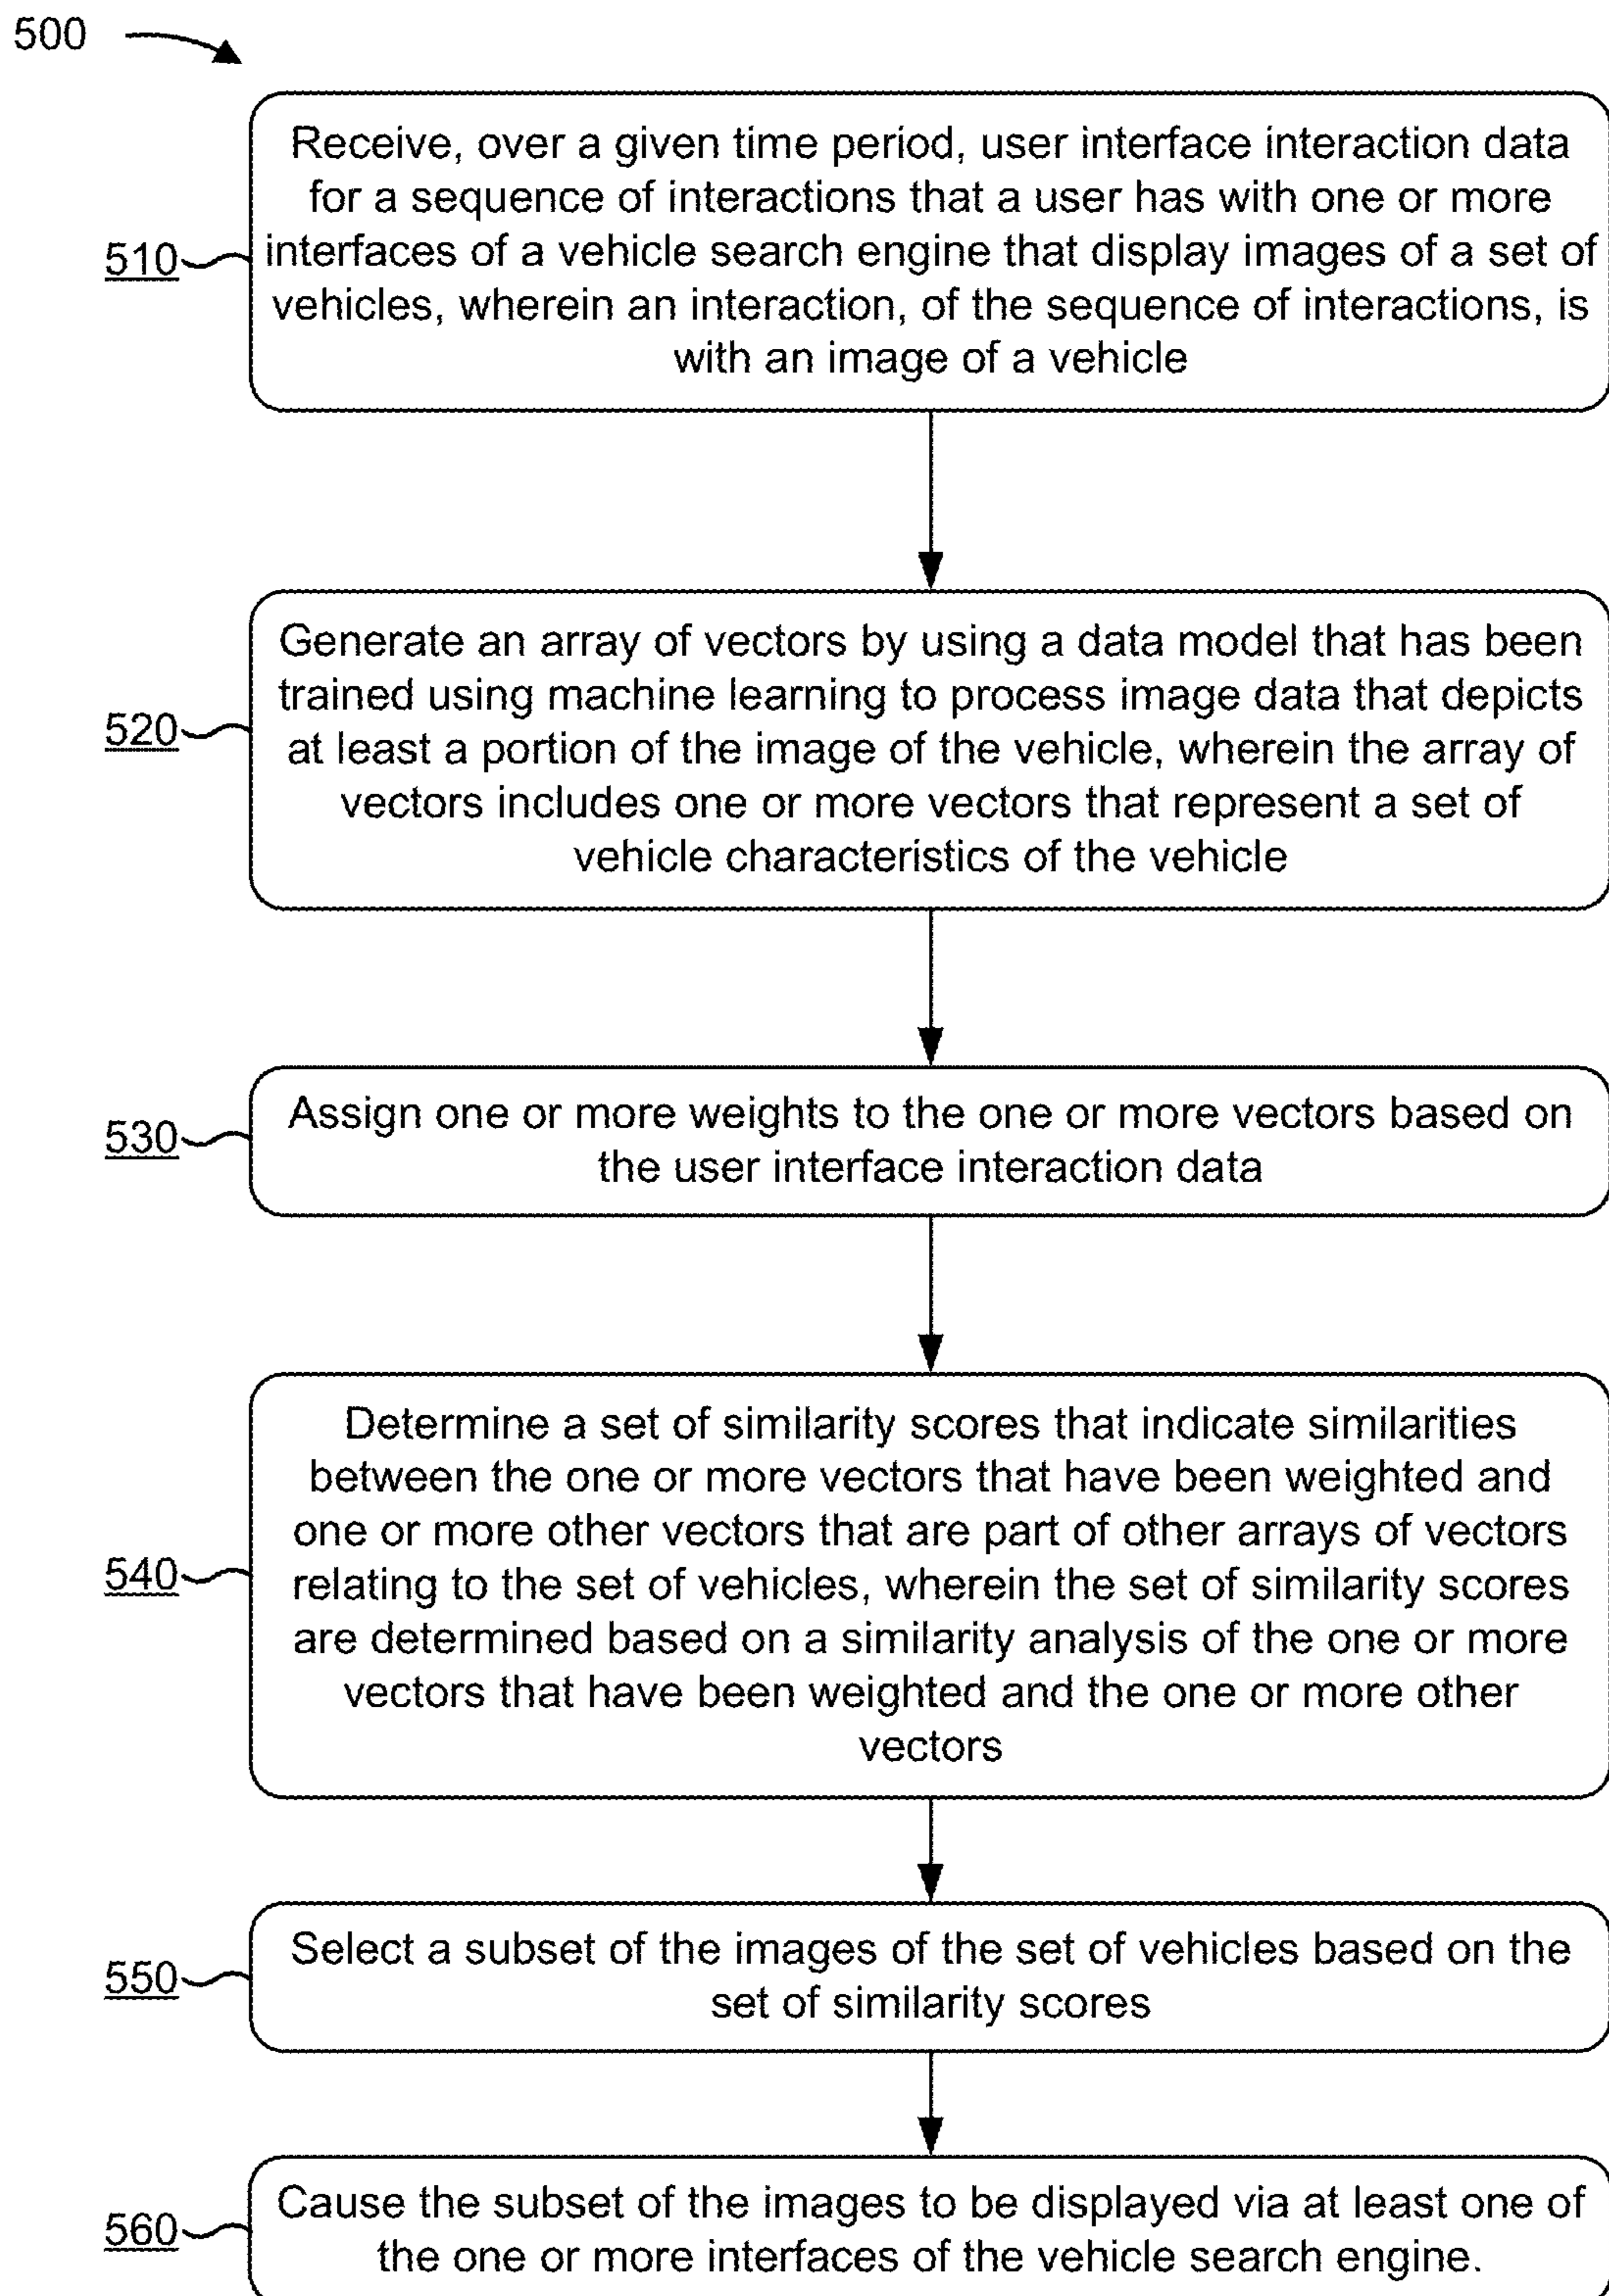 500
Receive, over a given time period, user interface interaction data
for a sequence of interactions that a user has with one or more
510 interfaces of a vehicle search engine that display images of a set of
vehicles, wherein an interaction, of the sequence of interactions, is
with an image of a vehicle
Generate an array of vectors by using a data model that has been
trained using machine learning to process image data that depicts
520 at least a portion of the image of the vehicle, wherein the array of
vectors includes one or more vectors that represent a set of
vehicle characteristics of the vehicle
Assign one or more weights to the one or more vectors based on
530 the user interface interaction data
Determine a set of similarity scores that indicate similarities
between the one or more vectors that have been weighted and
one or more other vectors that are part of other arrays of vectors
540 relating to the set of vehicles, wherein the set of similarity scores
are determined based on a similarity analysis of the one or more
vectors that have been weighted and the one or more other
vectors
Select a subset of the images of the set of vehicles based on the
550 set of similarity scores
Cause the subset of the images to be displayed via at least one of
560 the one or more interfaces of the vehicle search engine.